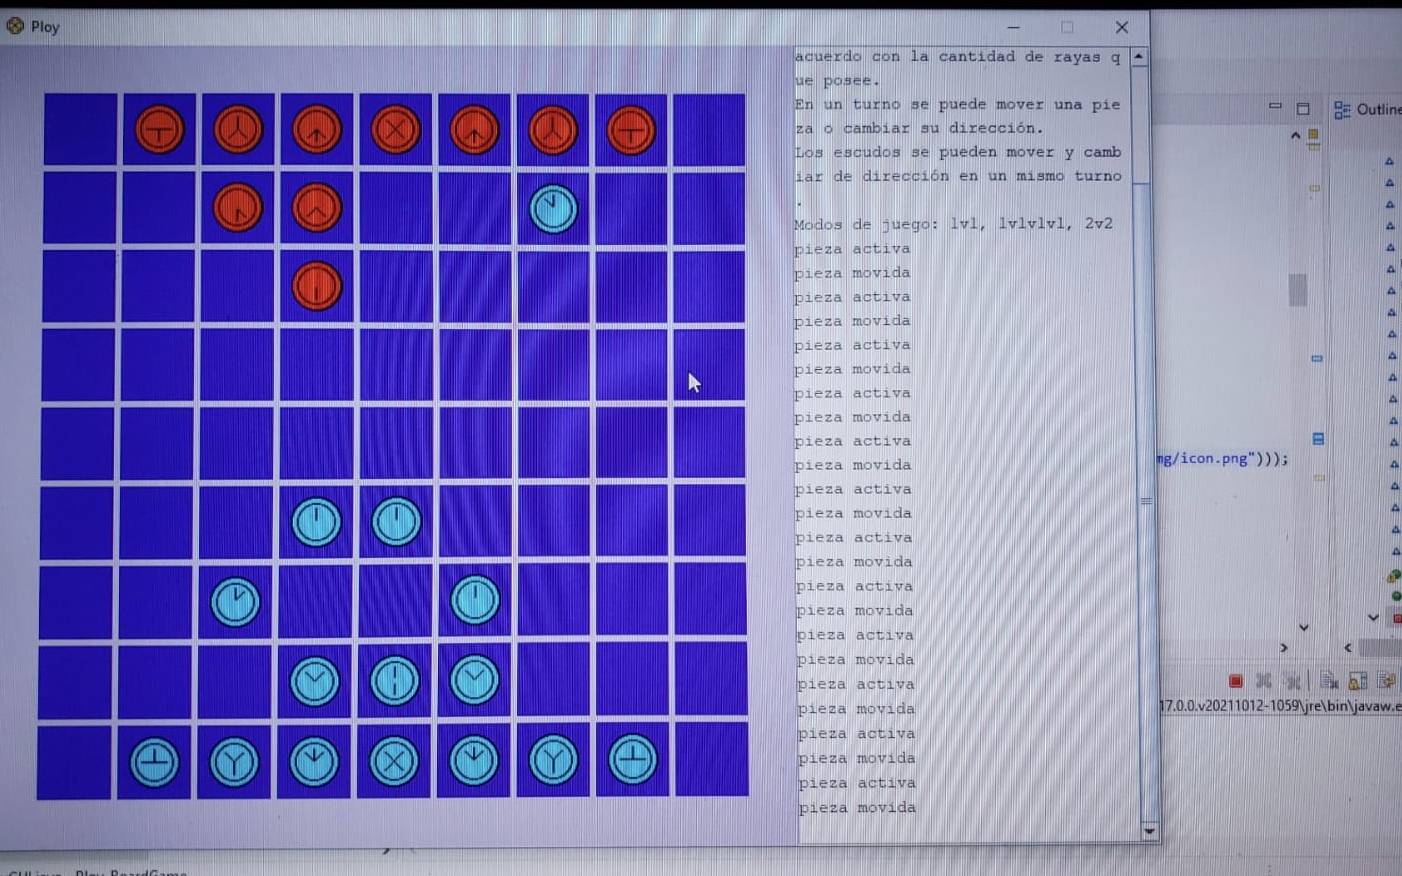 Ploy
acuerdo con la cantidad de rayas q
ue posee.
En un turno se puede mover una pie
za o cambiar su dirección.
Los escudos se pueden mover y camb
iar de dirección en un mismo turno
.
Modos de juego: 1v1, 1v1v1v1, 2v2
pieza activa
pieza movida
pieza activa
pieza movida
pieza activa
pieza movida
pieza activa
pieza movida
pieza activa
pieza movida
pieza activa
pieza movida
pieza activa
pieza movida
pieza activa
pieza movida
pieza activa
pieza movida
pieza activa
pieza movida
pieza activa
pieza movida
pieza activa
pieza movida
Outline
ng/icon.png")));
17.0.0.v20211012-1059\jre\bin\javaw.e